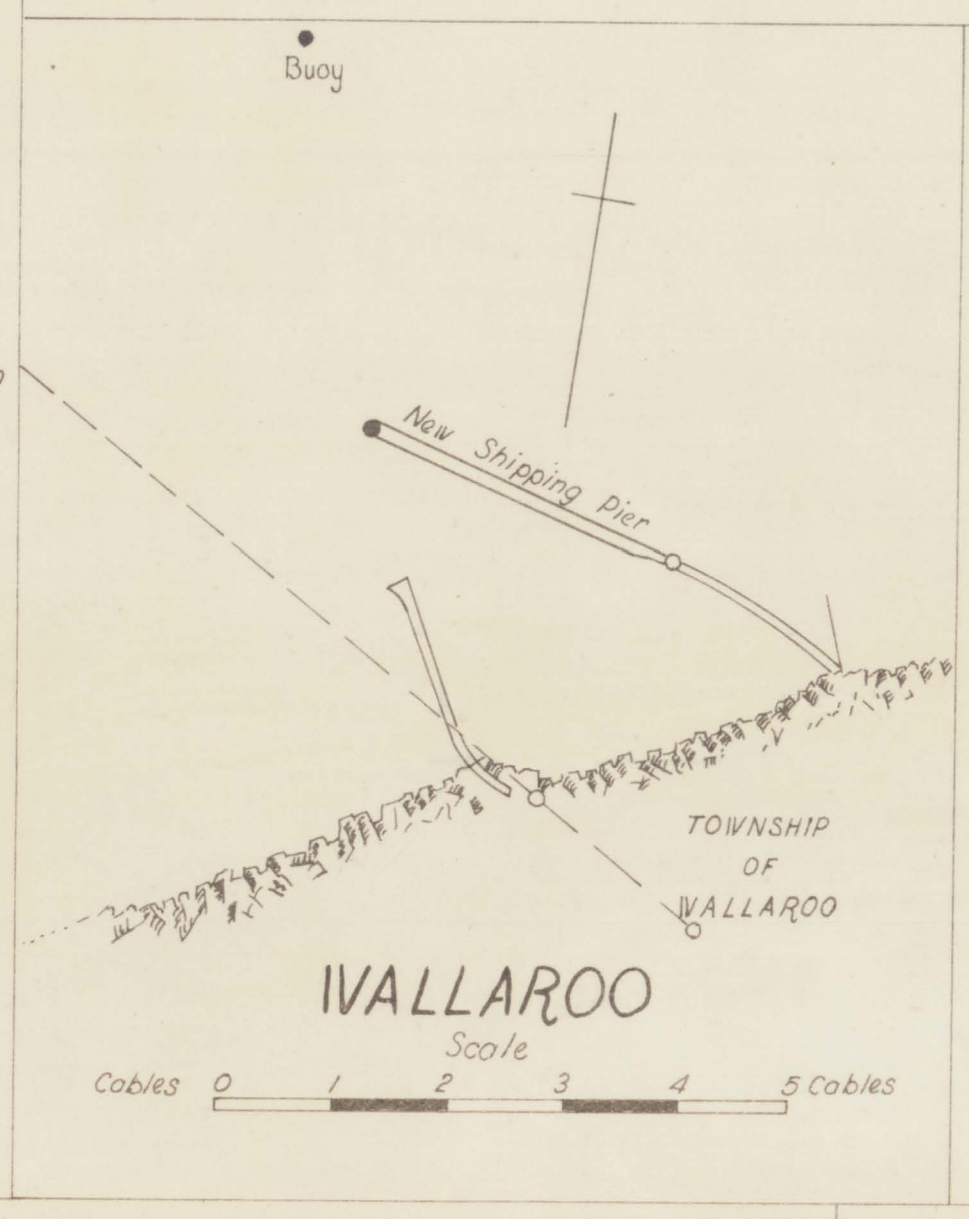 Buoy
New Shipping Pier
TOWNSHIP
OF
WALLAROO
WALLAROO
Scale
Cables 0 1 2 3 4 5 Cables